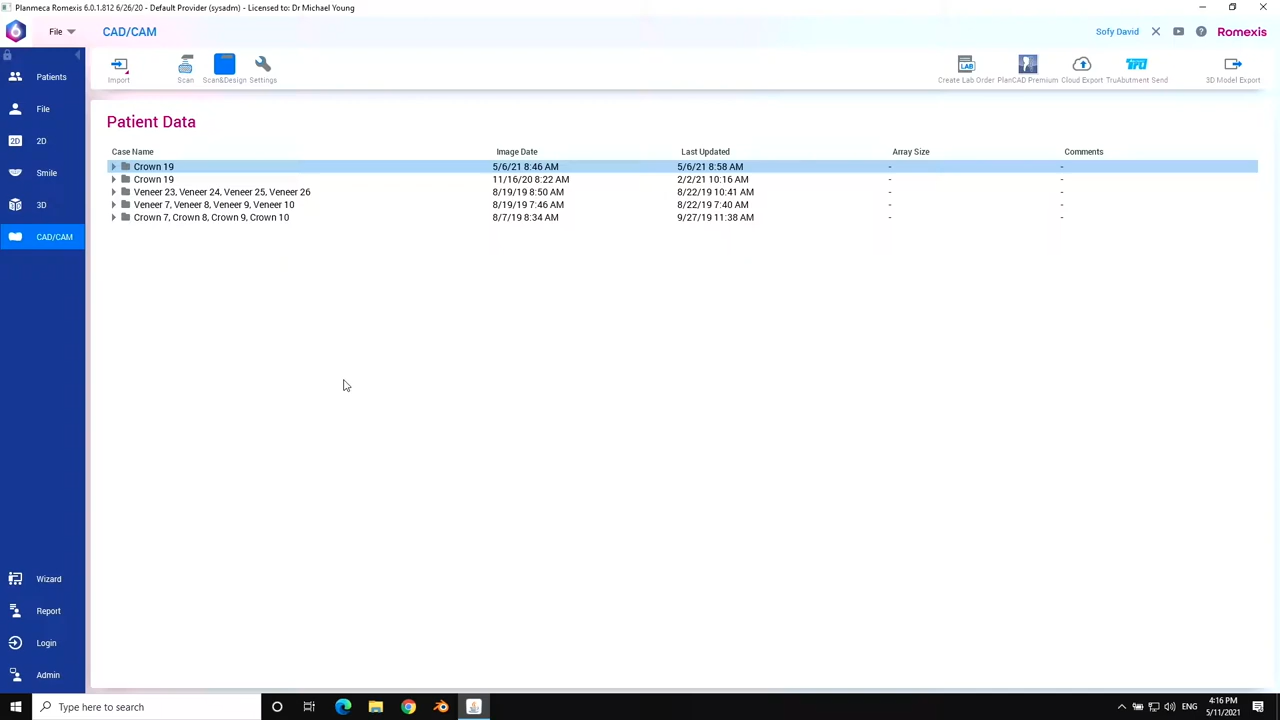 Planmeca Romexis 6.0.1.812 6/26/20 - Default Provider (sysadm) - Licensed to: Dr Michael Young
File CAD/CAM Sofy David Romexis
Import Scan Scan&Design Settings LAB Create Lab Order PlanCAD Premium Cloud Export TRU TruAbutment Send 3D Model Export
Patients
File
2D 2D
Smile
3D
CAD/CAM
Wizard
Report
Login
Admin
Patient Data
Case Name Image Date Last Updated Array Size Comments
Crown 19 5/6/21 8:46 AM 5/6/21 8:58 AM - -
Crown 19 11/16/20 8:22 AM 2/2/21 10:16 AM - -
Veneer 23, Veneer 24, Veneer 25, Veneer 26 8/19/19 8:50 AM 8/22/19 10:41 AM - -
Veneer 7, Veneer 8, Veneer 9, Veneer 10 8/19/19 7:46 AM 8/22/19 7:40 AM - -
Crown 7, Crown 8, Crown 9, Crown 10 8/7/19 8:34 AM 9/27/19 11:38 AM - -
Type here to search
ENG
4:16 PM
5/11/2021